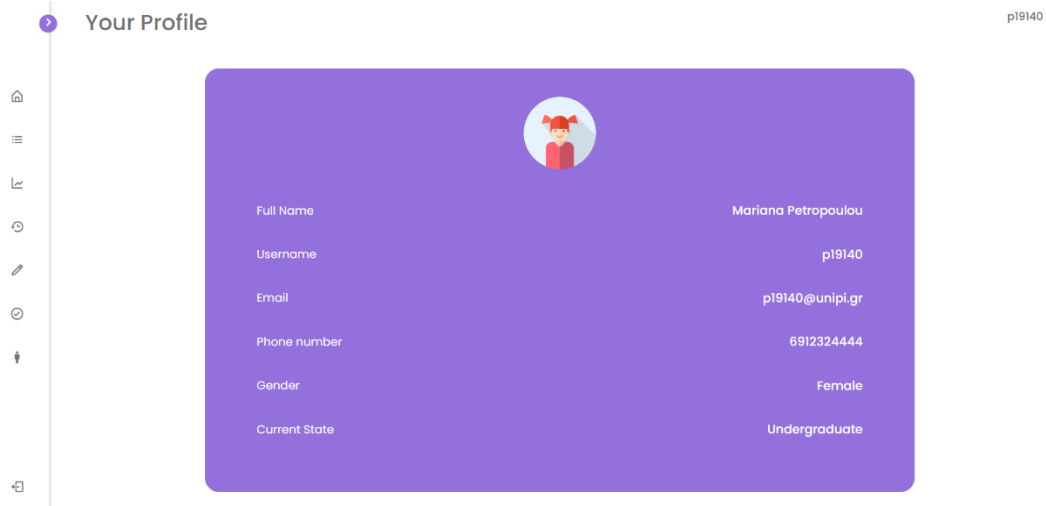 Your Profile
p19140
Full Name Mariana Petropoulou
Username p19140
Email p19140@unipi.gr
Phone number 6912324444
Gender Female
Current State Undergraduate